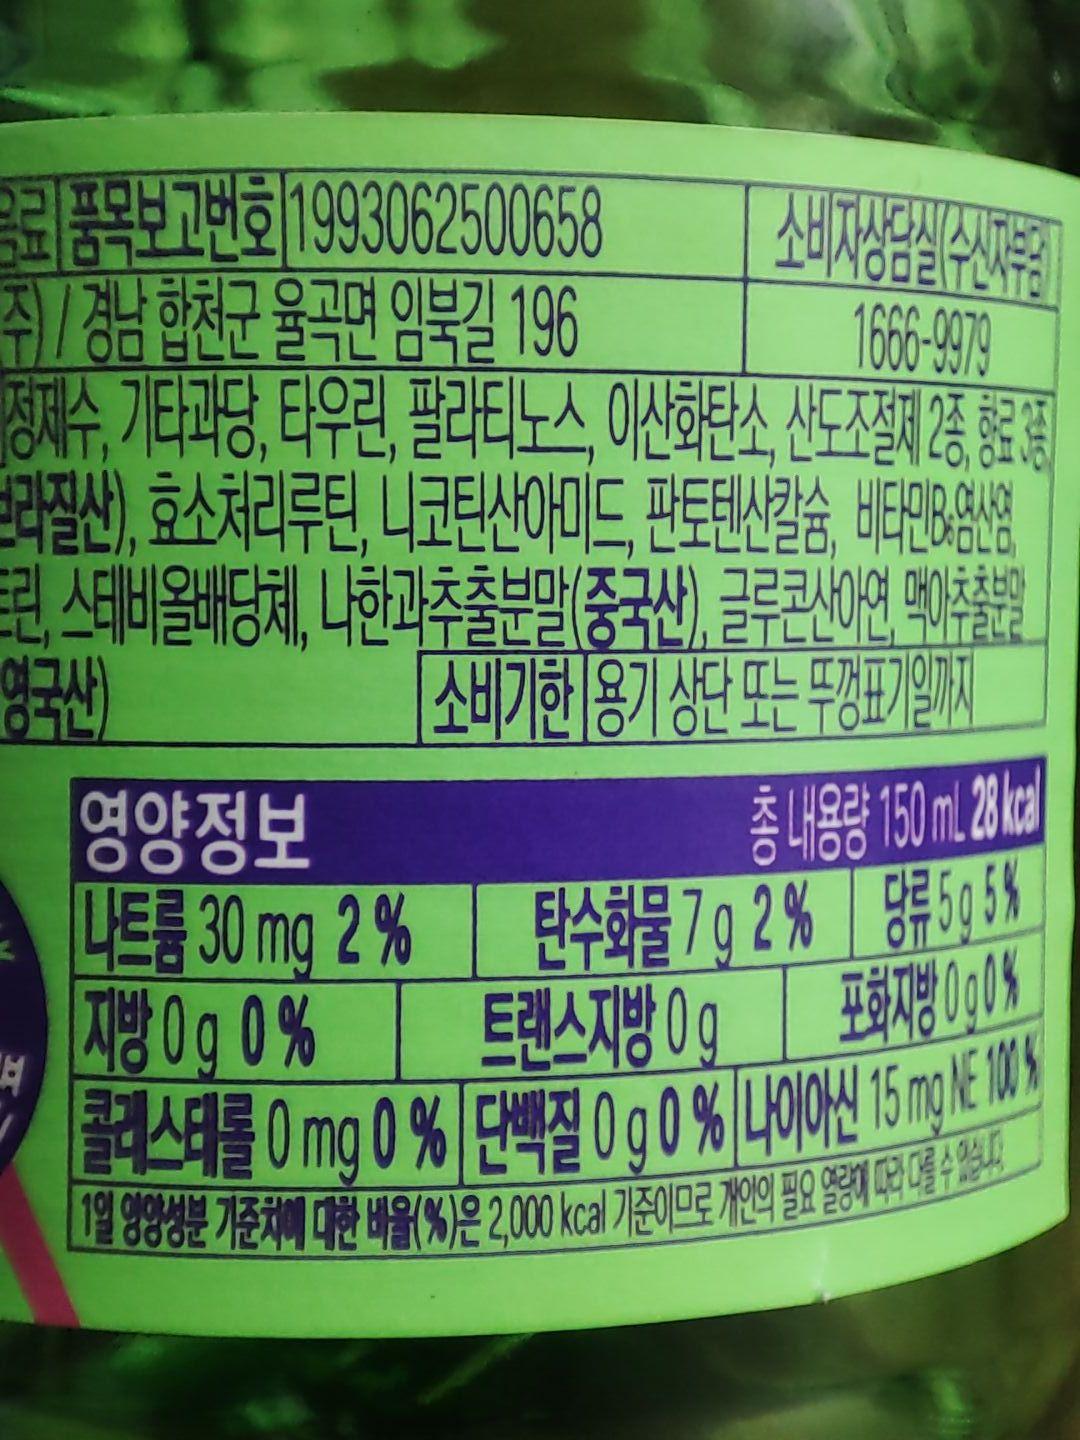 음료 품목보고번호 1993062500658 소비자상담실(수신자부담)
주) / 경남 합천군 율곡면 임북길 196 1666-9979
정제수, 기타과당, 타우린, 팔라티노스, 이산화탄소, 산도조절제 2종, 향료 3종,
브라질산), 효소처리루틴, 니코틴산아미드, 판토텐산칼슘, 비타민B₆염산염,
트린, 스테비올배당체, 나한과추출분말(중국산), 글루콘산아연, 맥아추출분말
영국산) 소비기한 용기 상단 또는 뚜껑표기일까지
영양정보 총 내용량 150 mL 28 kcal
나트륨 30 mg 2 % 탄수화물 7 g 2 % 당류 5 g 5 %
지방 0 g 0 % 트랜스지방 0 g 포화지방 0 g 0 %
콜레스테롤 0 mg 0 % 단백질 0 g 0 % 나이아신 15 mg NE 100 %
1일 영양성분 기준치에 대한 비율(%)은 2,000 kcal 기준이므로 개인의 필요 열량에 따라 다를 수 있습니다.